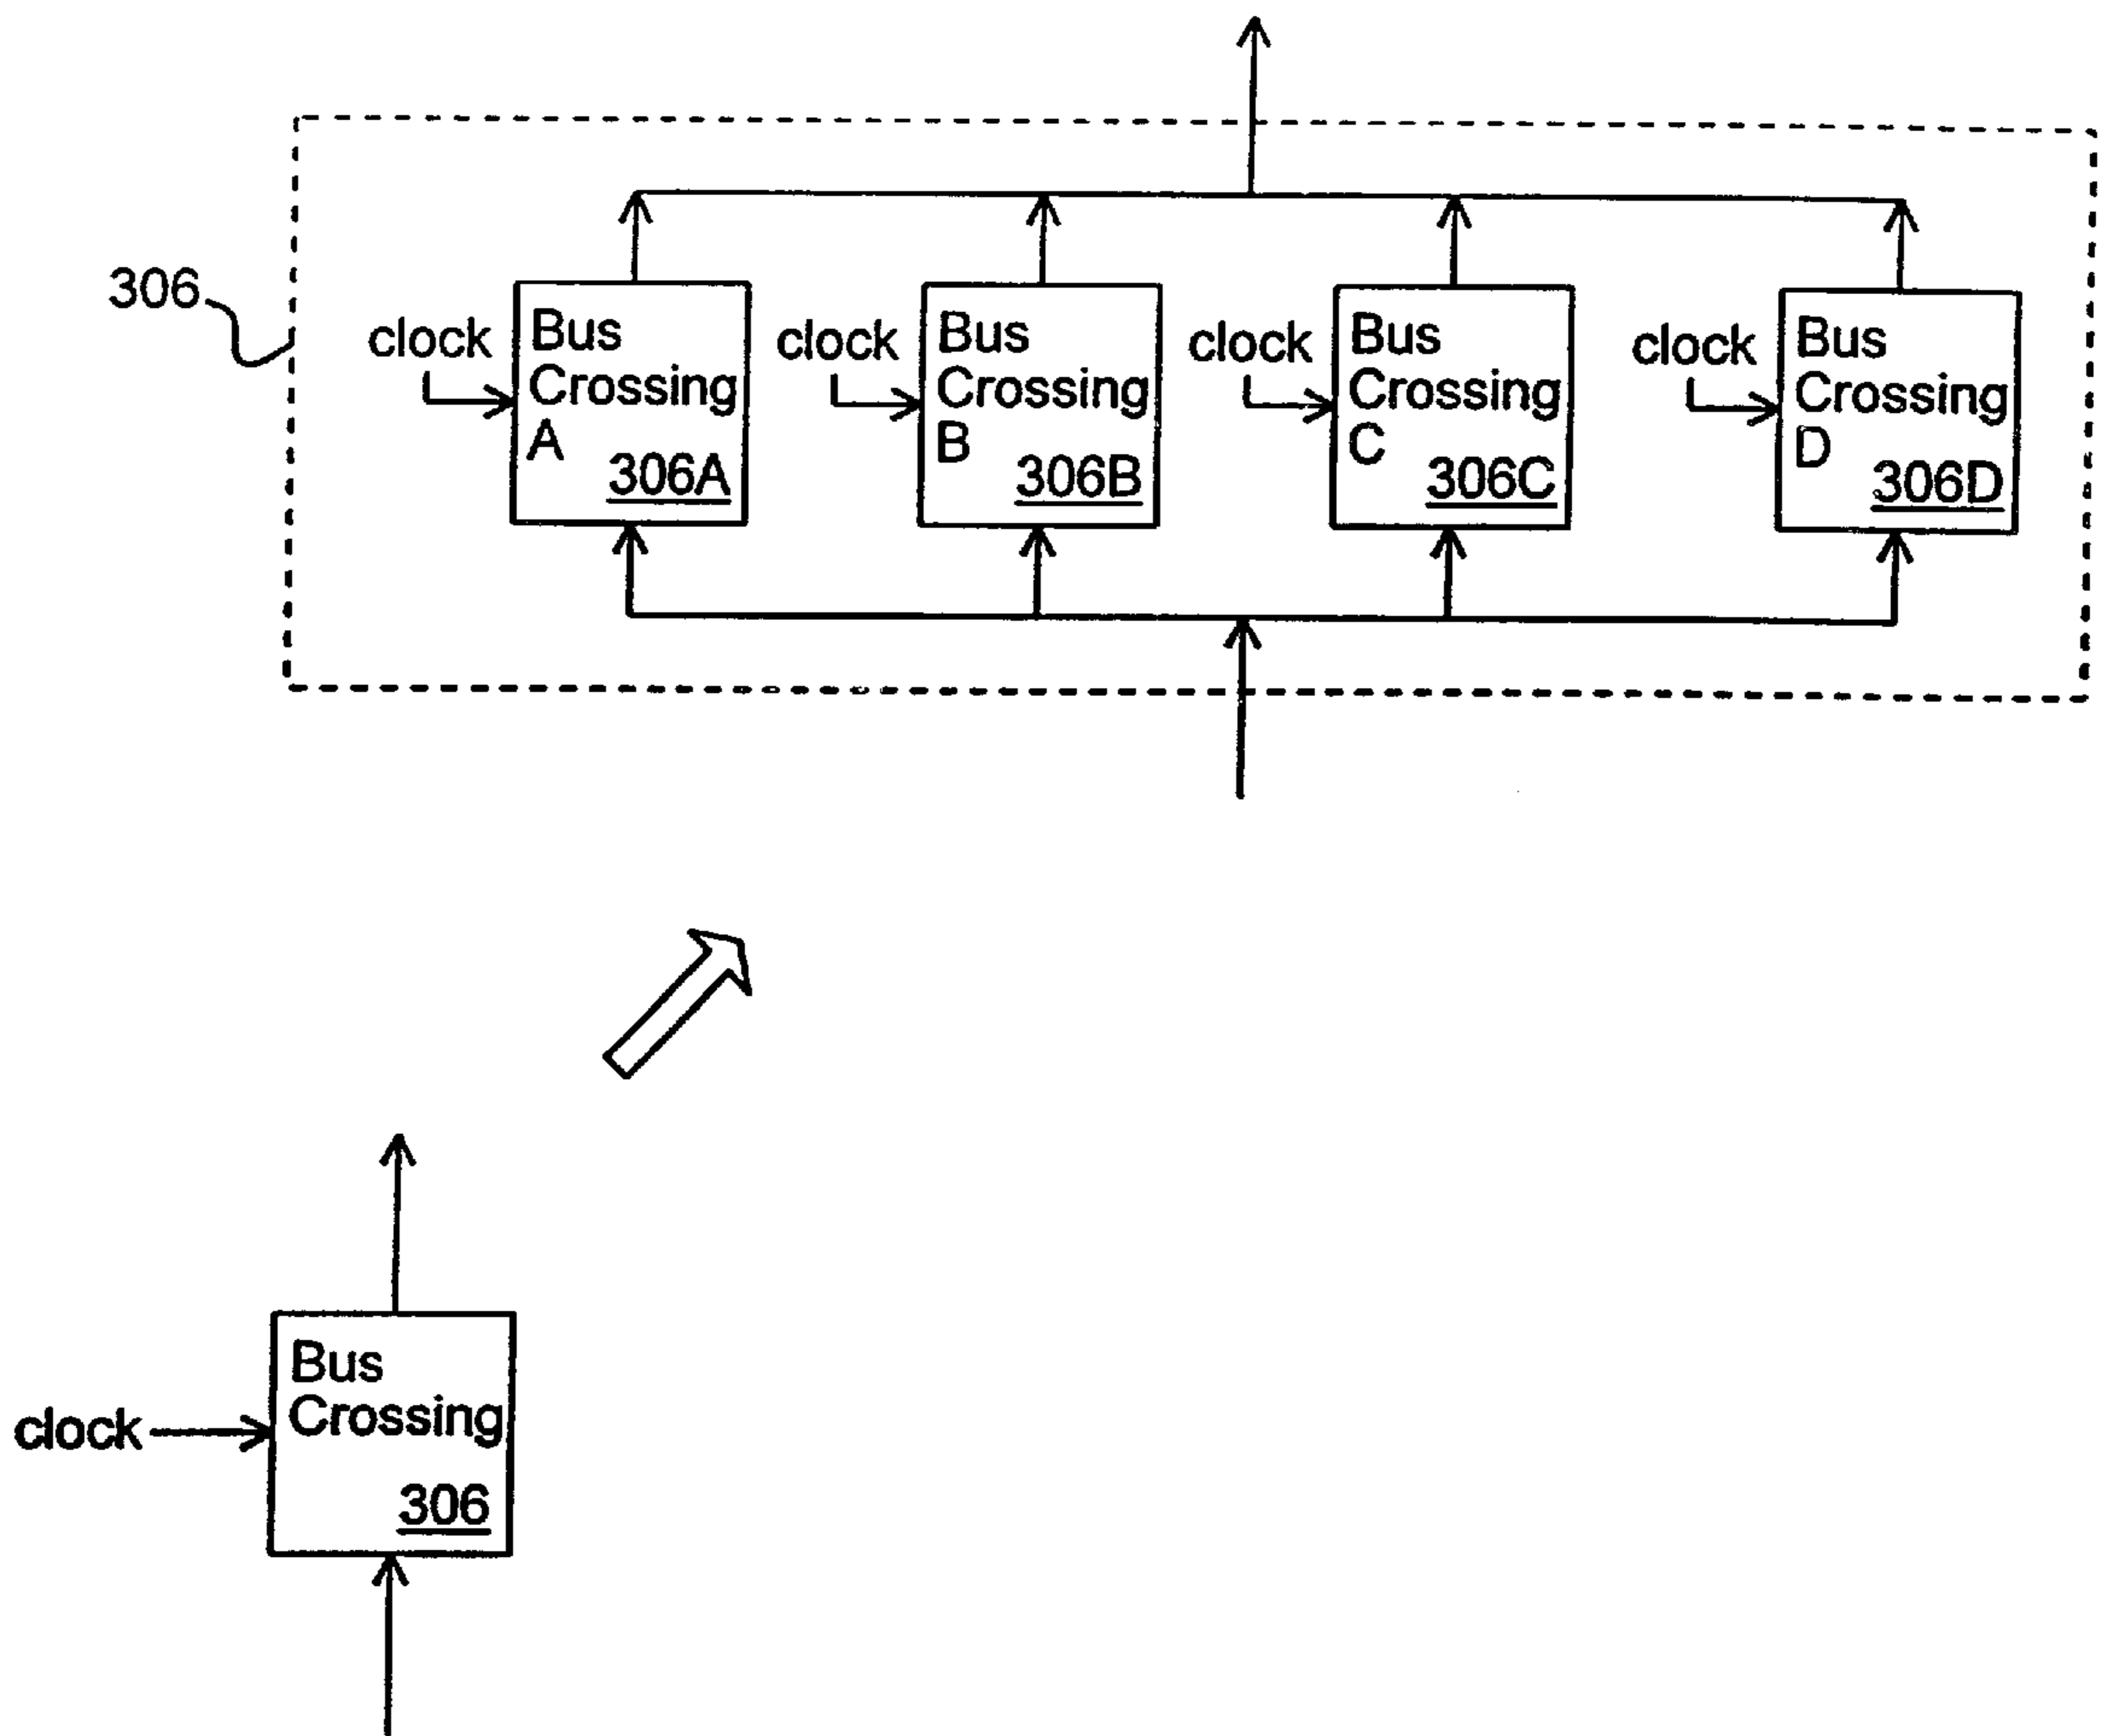 306
clock
Bus
Crossing
A
306A
clock
Bus
Crossing
B
306B
clock
Bus
Crossing
C
306C
clock
Bus
Crossing
D
306D
clock
Bus
Crossing
306